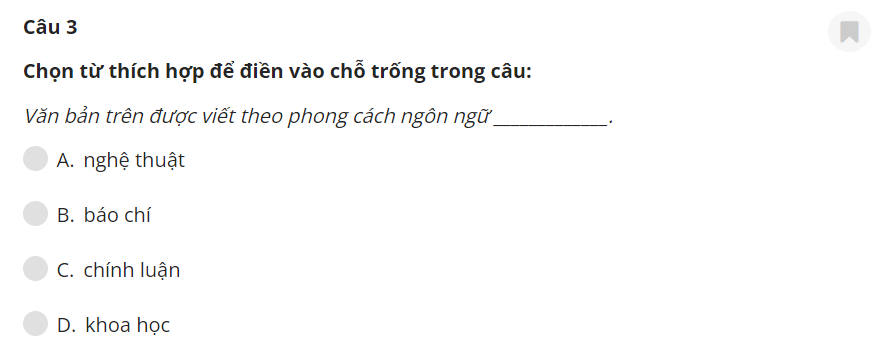 Câu 3
Chọn từ thích hợp để điền vào chỗ trống trong câu:
Văn bản trên được viết theo phong cách ngôn ngữ _____________.
A. nghệ thuật
B. báo chí
C. chính luận
D. khoa học